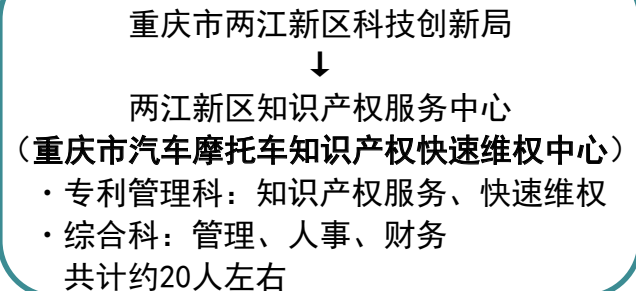 重庆市两江新区科技创新局
↓
两江新区知识产权服务中心
（重庆市汽车摩托车知识产权快速维权中心）
・专利管理科：知识产权服务、快速维权
・综合科：管理、人事、财务
共计约20人左右